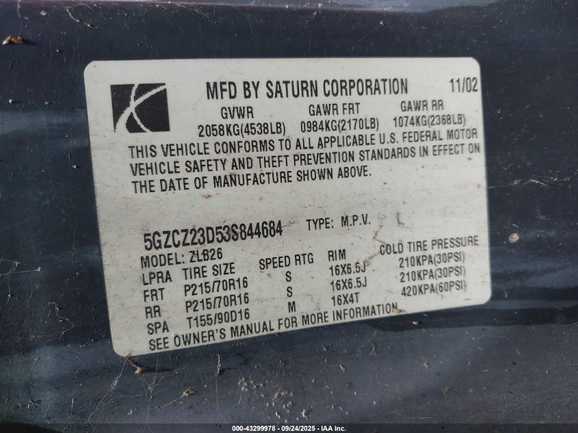 MFD BY SATURN CORPORATION 11/02
GVWR GAWR FRT GAWR RR
2058KG(4538LB) 0984KG(2170LB) 1074KG(2368LB)
THIS VEHICLE CONFORMS TO ALL APPLICABLE U.S. FEDERAL MOTOR
VEHICLE SAFETY AND THEFT PREVENTION STANDARDS IN EFFECT ON
THE DATE OF MANUFACTURE SHOWN ABOVE.
5GZCZ23D53S844684 TYPE: M.P.V.
MODEL: ZLB26
LPRA TIRE SIZE SPEED RTG RIM COLD TIRE PRESSURE
FRT P215/70R16 S 16X6.5J 210KPA(30PSI)
RR P215/70R16 S 16X6.5J 210KPA(30PSI)
SPA T155/90D16 M 16X4T 420KPA(60PSI)
SEE OWNER'S MANUAL FOR MORE INFORMATION
000-43299978 - 09/24/2025 - IAA Inc.